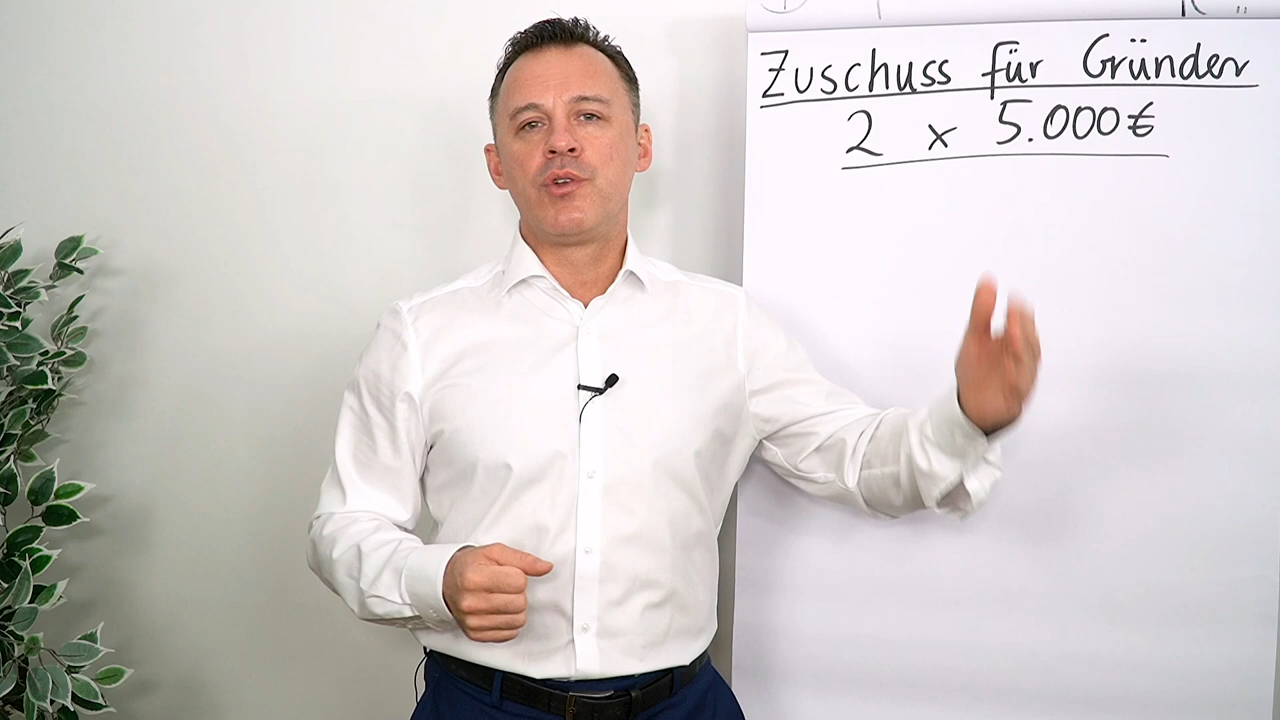 Zuschuss für Gründer
2 x 5.000€